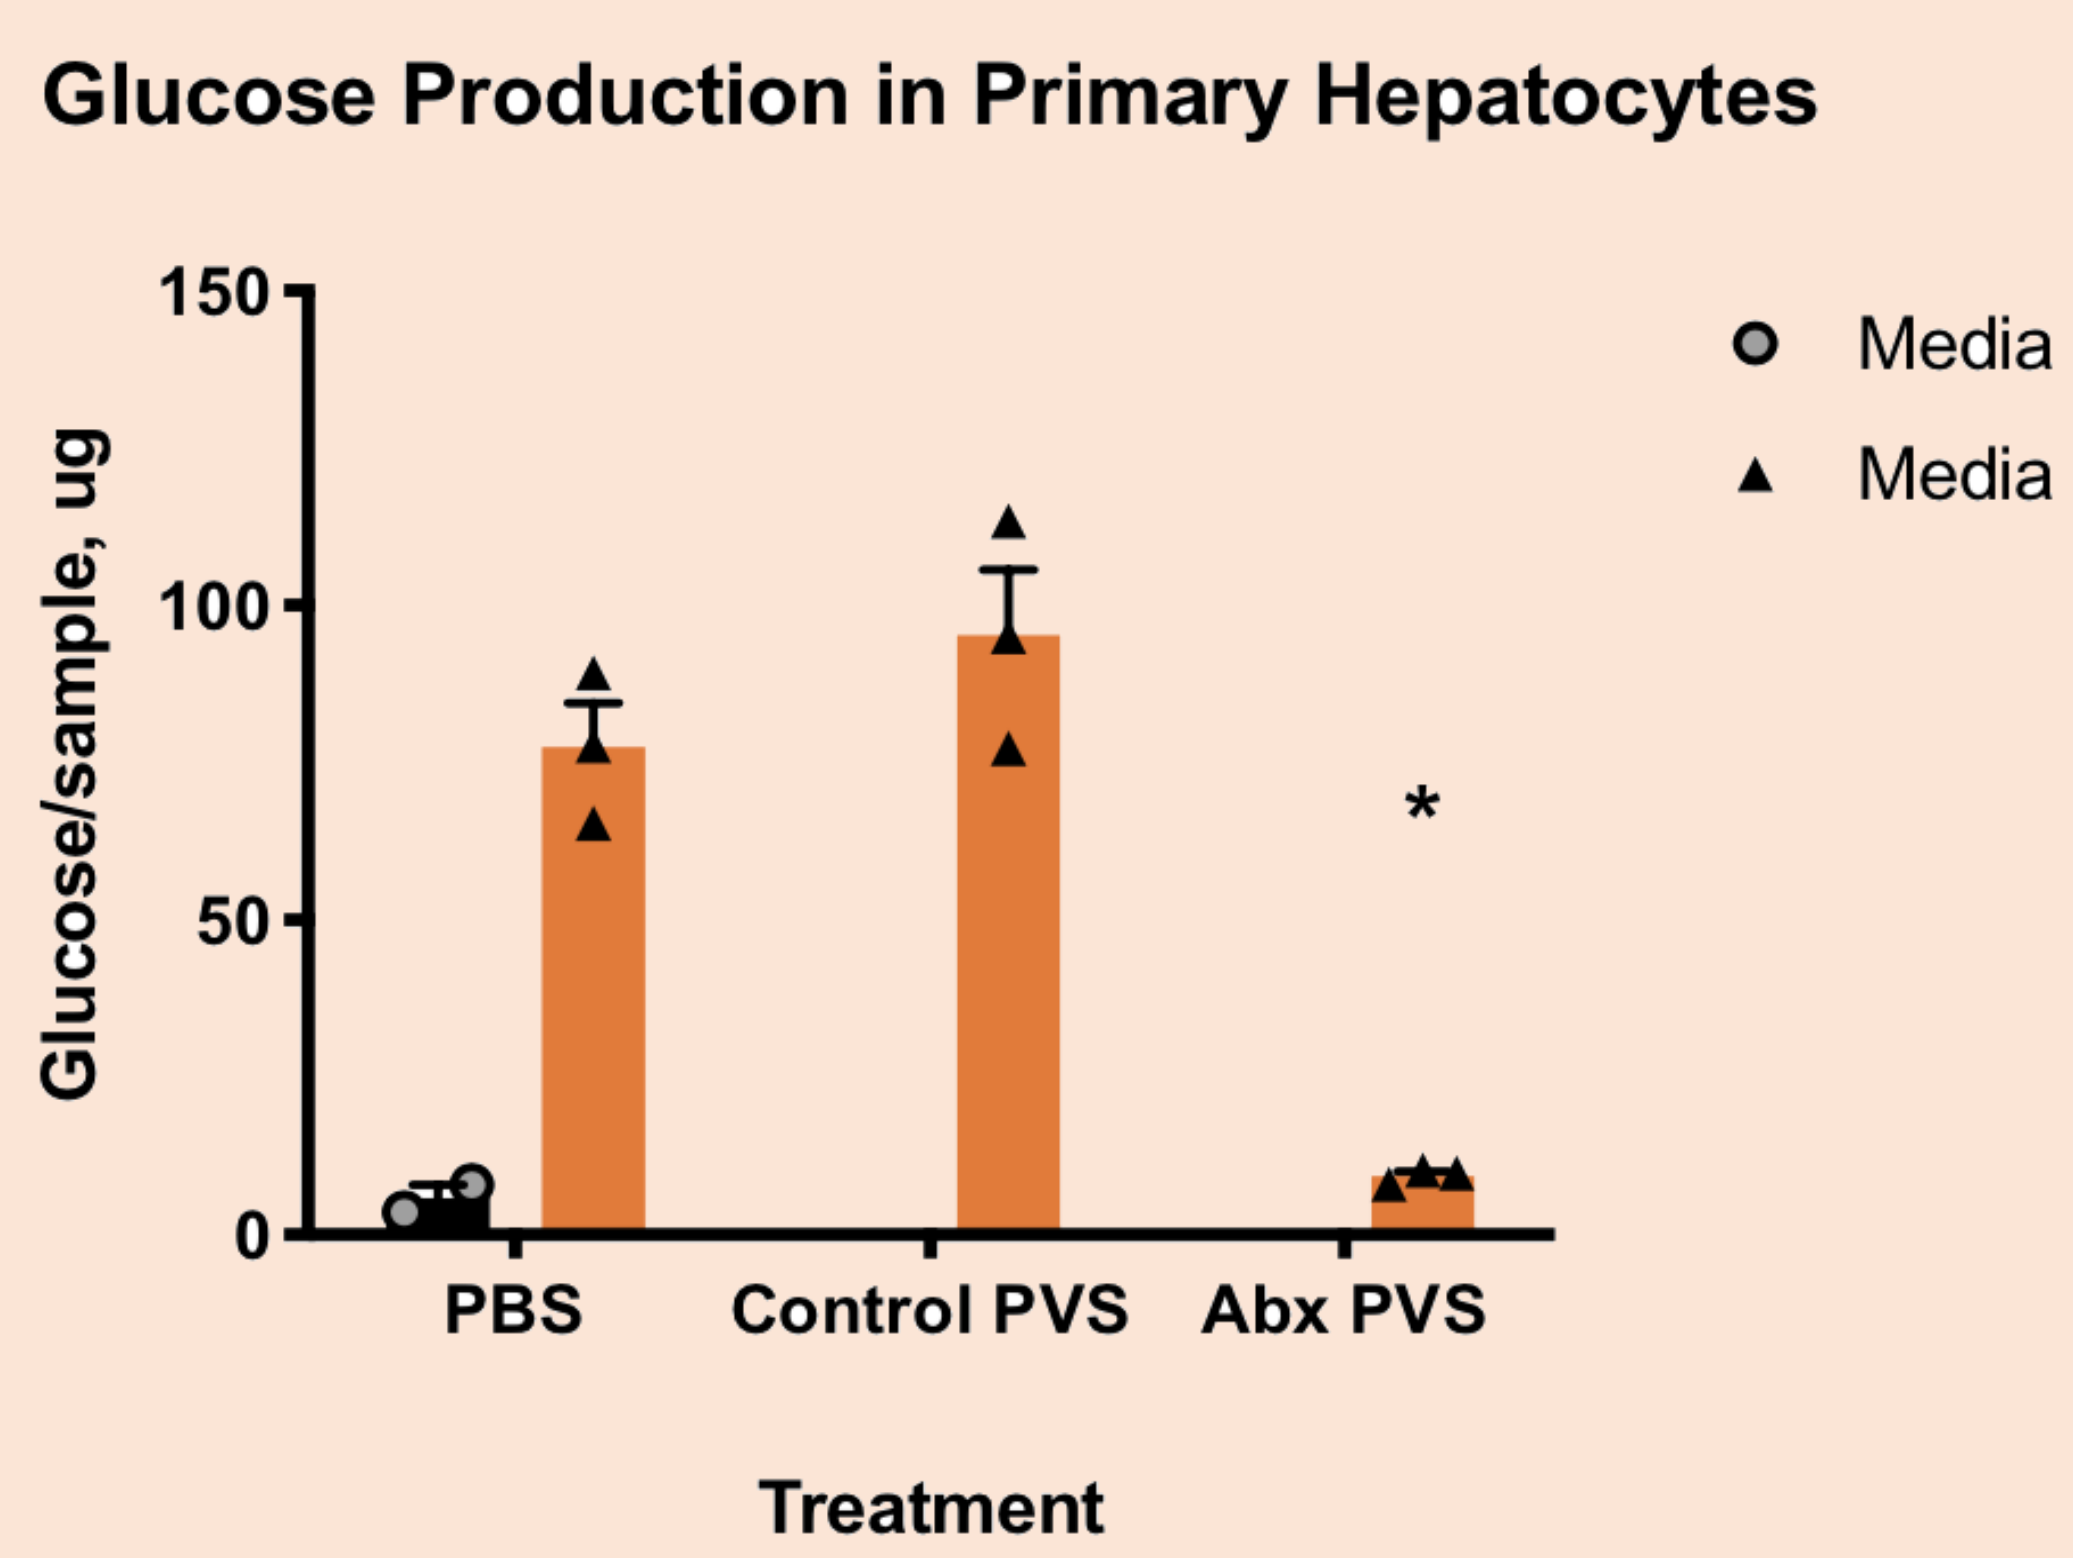 Glucose Production in Primary Hepatocytes
Glucose/sample, ug
150
100
50
0
Media
Media
*
PBS
Control PVS
Abx PVS
Treatment